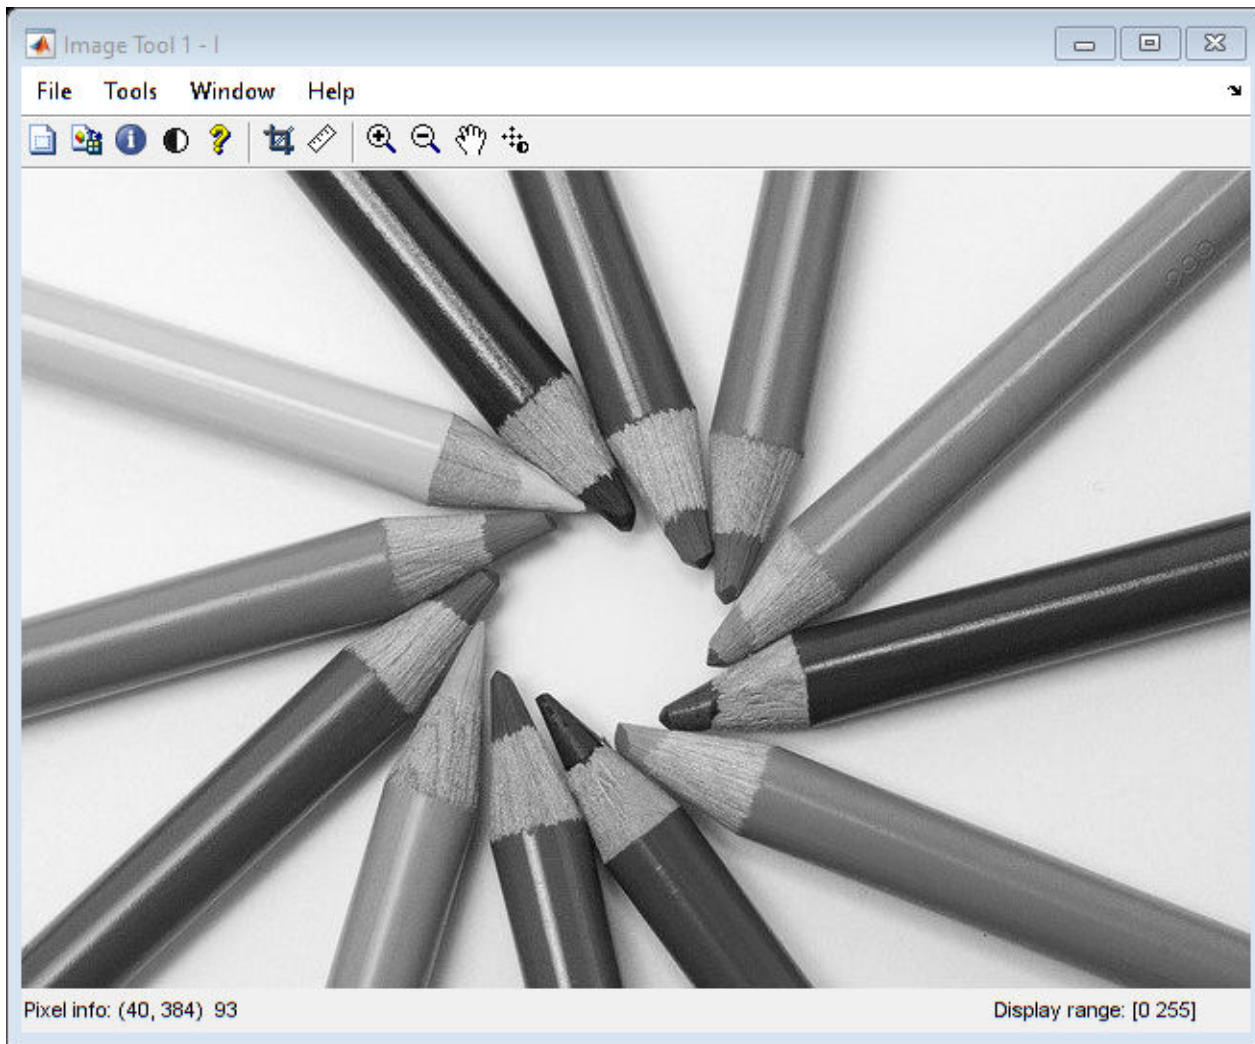 Image Tool 1 - I
File Tools Window Help
Pixel info: (40, 384) 93
Display range: [0 255]